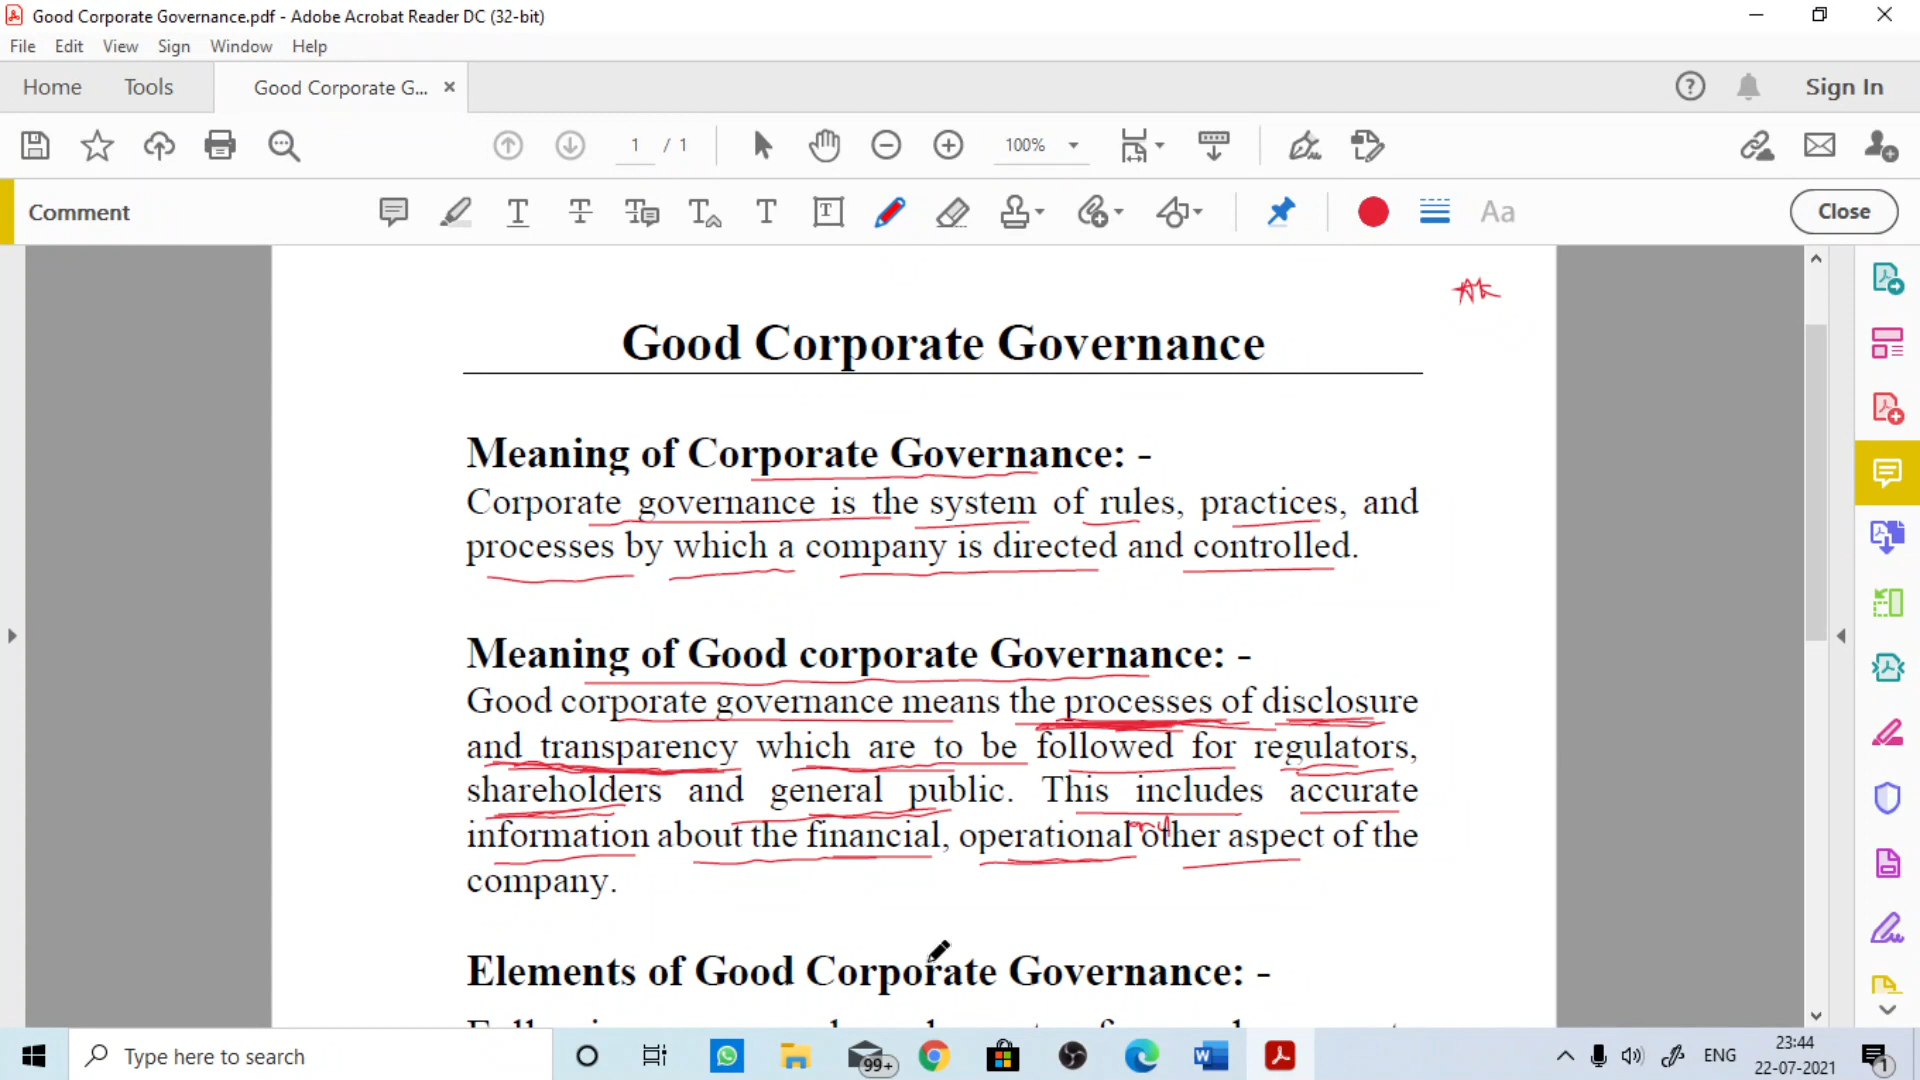 Good Corporate Governance.pdf - Adobe Acrobat Reader DC (32-bit)
File Edit View Sign Window Help
Home Tools Good Corporate G... Sign In
1 / 1 100%
Comment Close
Good Corporate Governance
Meaning of Corporate Governance: -
Corporate governance is the system of rules, practices, and
processes by which a company is directed and controlled.
Meaning of Good corporate Governance: -
Good corporate governance means the processes of disclosure
and transparency which are to be followed for regulators,
shareholders and general public. This includes accurate
information about the financial, operational other aspect of the
company.
Elements of Good Corporate Governance: -
Type here to search
99+
ENG
23:44
22-07-2021
1